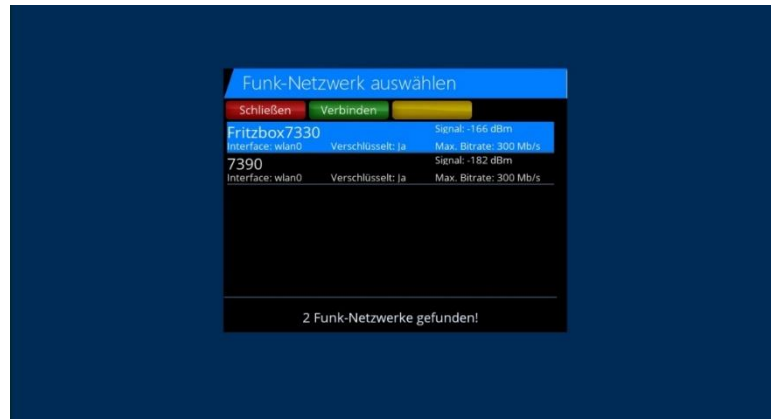 Funk-Netzwerk auswählen
Schließen Verbinden
Fritzbox7330 Signal: -166 dBm
Interface: wlan0 Verschlüsselt: Ja Max. Bitrate: 300 Mb/s
7390 Signal: -182 dBm
Interface: wlan0 Verschlüsselt: Ja Max. Bitrate: 300 Mb/s
2 Funk-Netzwerke gefunden!